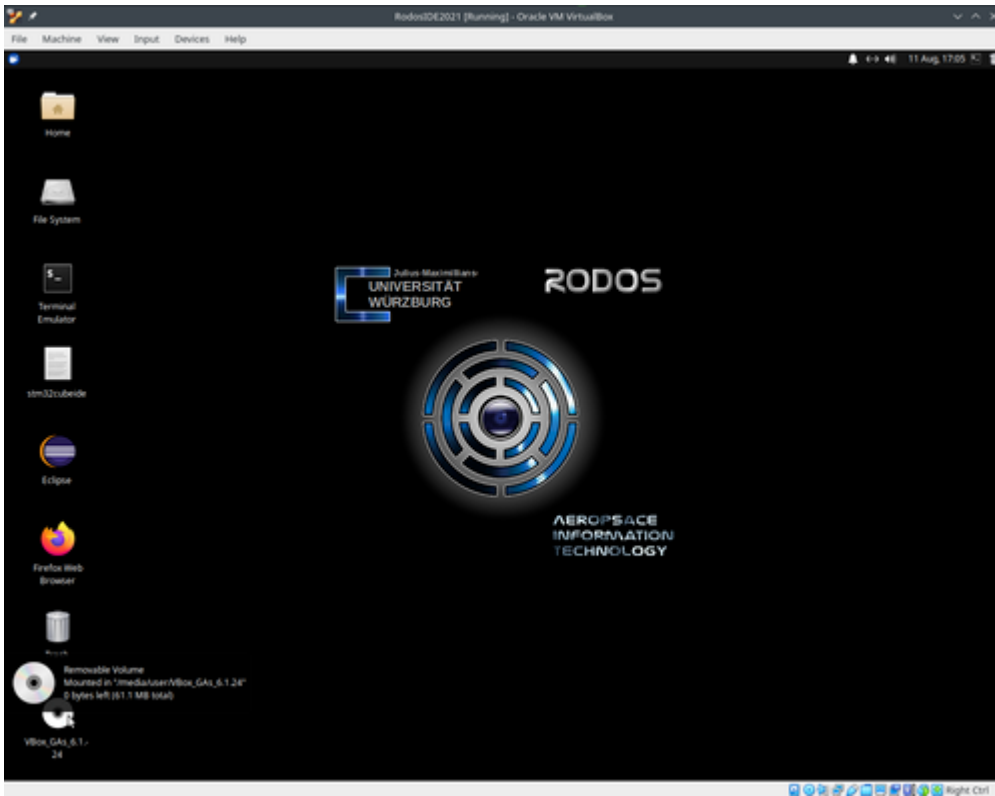 RodosIDE2021 [Running] - Oracle VM VirtualBox
File Machine View Input Devices Help
11 Aug, 17:05
Home
File System
Terminal
Emulator
stm32cubeide
Eclipse
Firefox Web
Browser
Julius-Maximilians-
UNIVERSITÄT
WÜRZBURG
RODOS
AEROPSACE
INFORMATION
TECHNOLOGY
Removable Volume
Mounted in "/media/user/VBox_GAs_6.1.24"
0 bytes left (61.1 MB total)
VBox_GAs_6.1.-
24
Right Ctrl